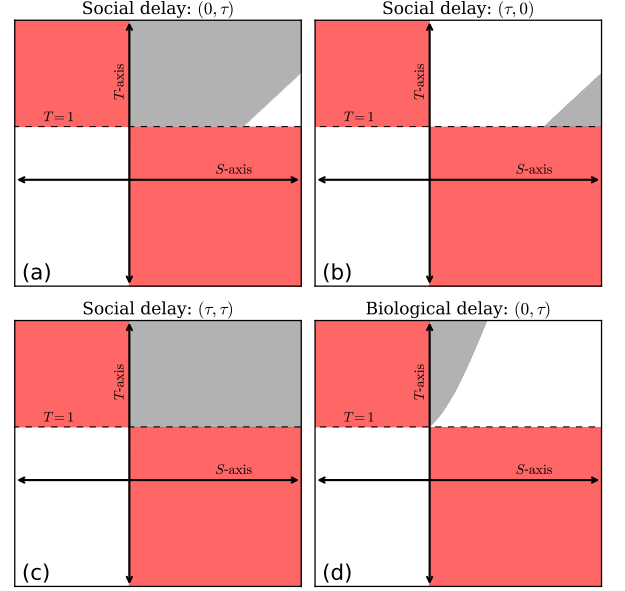 Social delay: (0, τ)
T-axis
T = 1
S-axis
(a)
Social delay: (τ, 0)
T-axis
T = 1
S-axis
(b)
Social delay: (τ, τ)
T-axis
T = 1
S-axis
(c)
Biological delay: (0, τ)
T-axis
T = 1
S-axis
(d)